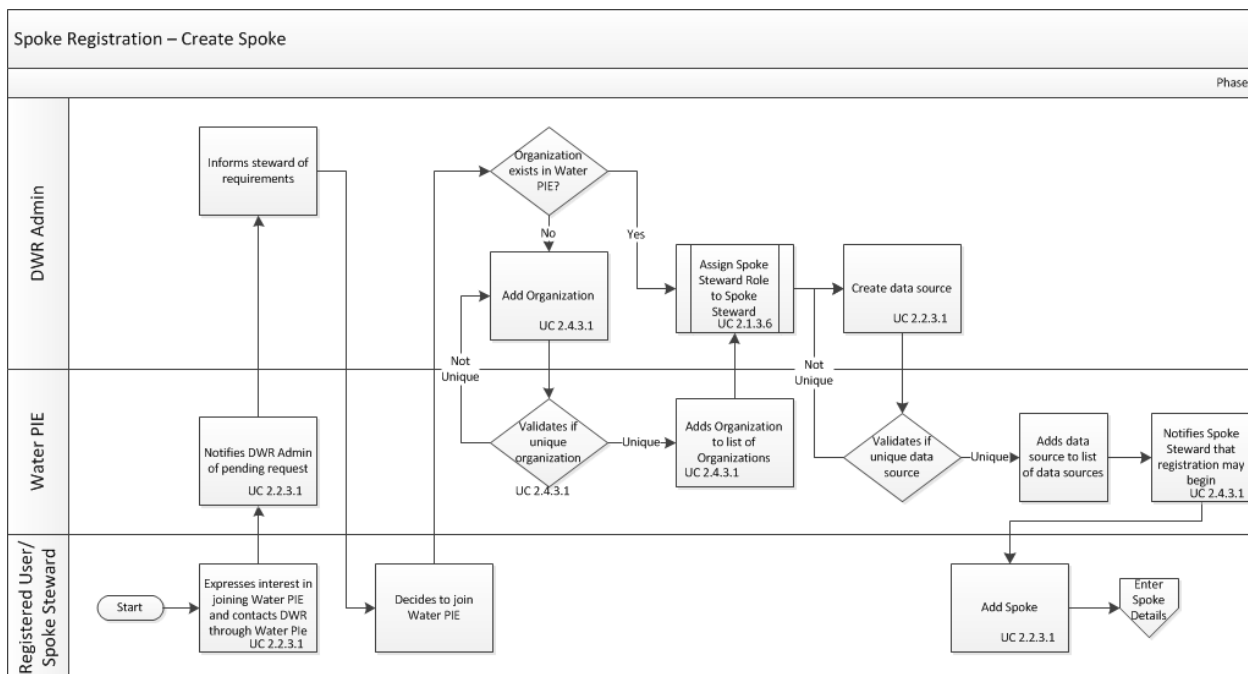 Spoke Registration – Create Spoke
Phase
DWR Admin
Informs steward of
requirements
Organization
exists in Water
PIE?
No
Yes
Add Organization
UC 2.4.3.1
Assign Spoke
Steward Role
to Spoke
Steward
UC 2.1.3.6
Create data source
UC 2.2.3.1
Not
Unique
Not
Unique
Water PIE
Notifies DWR Admin
of pending request
UC 2.2.3.1
Validates if
unique
organization
UC 2.4.3.1
Unique
Adds Organization
to list of
Organizations
UC 2.4.3.1
Validates if
unique data
source
Unique
Adds data
source to list
of data sources
Notifies Spoke
Steward that
registration may
begin
UC 2.4.3.1
Registered User/
Spoke Steward
Start
Expresses interest in
joining Water PIE
and contacts DWR
through Water Pie
UC 2.2.3.1
Decides to join
Water PIE
Add Spoke
UC 2.2.3.1
Enter
Spoke
Details